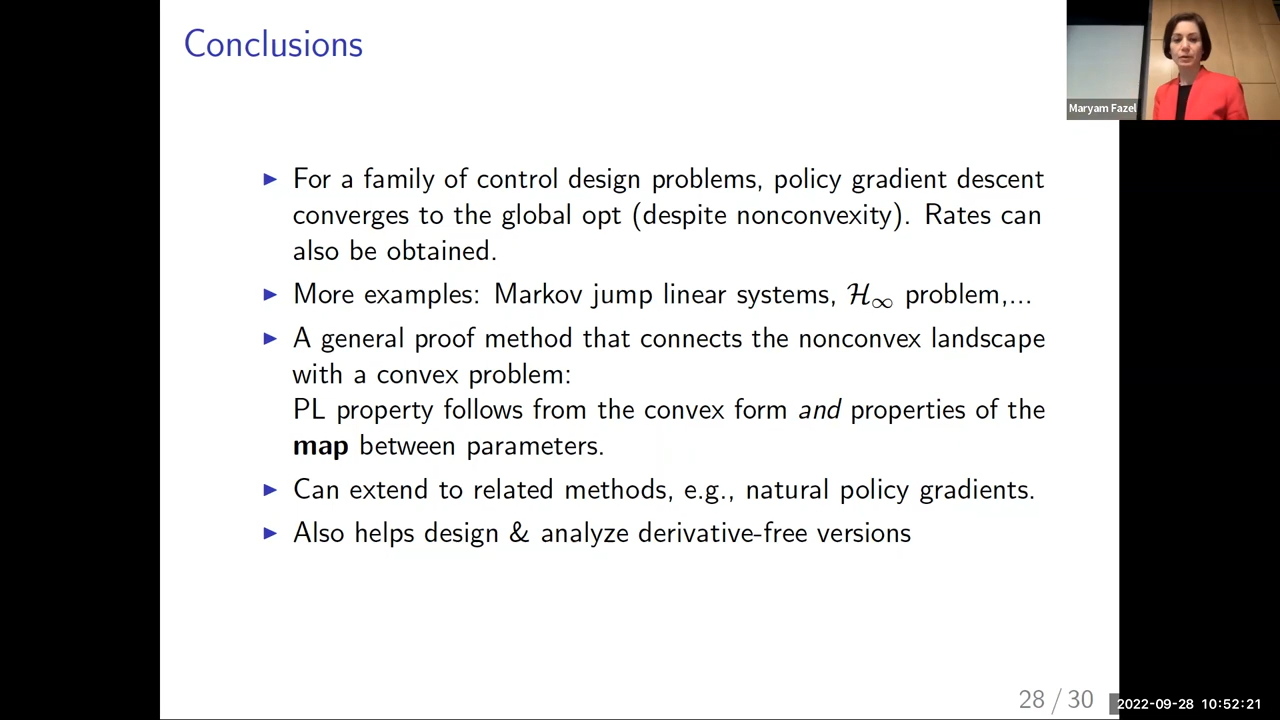 Conclusions
Maryam Fazel
▶ For a family of control design problems, policy gradient descent
converges to the global opt (despite nonconvexity). Rates can
also be obtained.
▶ More examples: Markov jump linear systems, ℋ∞ problem,...
▶ A general proof method that connects the nonconvex landscape
with a convex problem:
PL property follows from the convex form and properties of the
map between parameters.
▶ Can extend to related methods, e.g., natural policy gradients.
▶ Also helps design & analyze derivative-free versions
28 / 30
2022-09-28 10:52:21